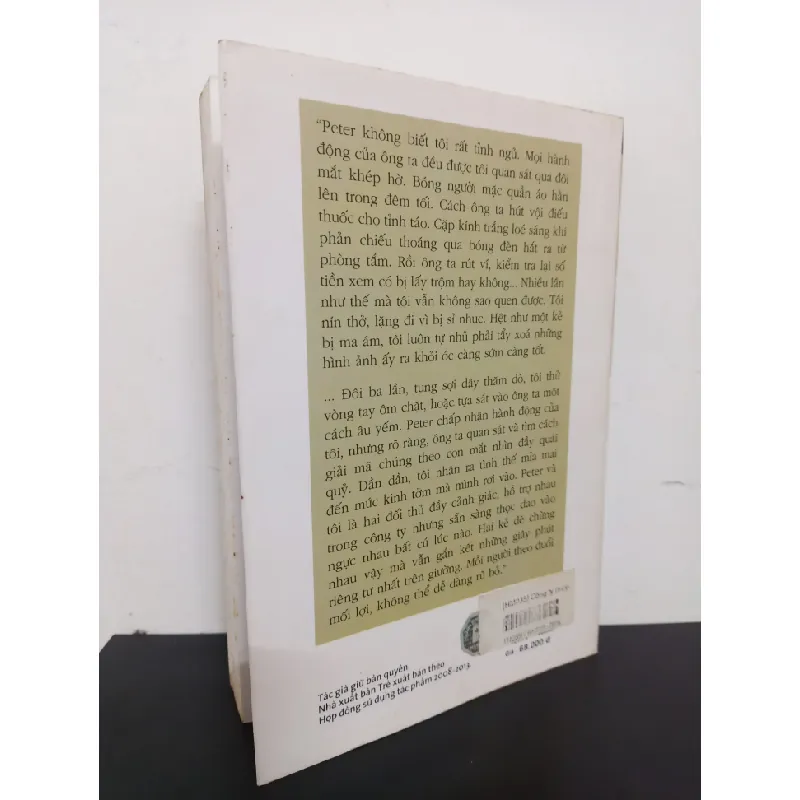 “Peter không biết tôi rất tỉnh ngủ. Mọi hành
động của ông ta đều được tôi quan sát qua đôi
mắt khép hờ. Bóng người mặc quần áo hằn
lên trong đêm tối. Cách ông ta hút vội điếu
thuốc cho tỉnh táo. Cặp kính trắng loé sáng khi
phản chiếu thoáng qua bóng đèn hắt ra từ
phòng tắm. Rồi ông ta rút ví, kiểm tra lại số
tiền xem có bị lấy trộm hay không... Nhiều lần
như thế mà tôi vẫn không sao quen được. Tôi
nín thở, lặng đi vì bị sỉ nhục. Hệt như một kẻ
bị ma ám, tôi luôn tự nhủ phải tẩy xoá những
hình ảnh ấy ra khỏi óc càng sớm càng tốt.
... Đôi ba lần, tung sợi dây thăm dò, tôi thử
vòng tay ôm chặt, hoặc tựa sát vào ông ta một
cách âu yếm. Peter chấp nhận hành động của
tôi, nhưng rõ ràng, ông ta quan sát và tìm cách
giải mã chúng theo con mắt nhìn đầy quái
quỷ. Dần dần, tôi nhận ra tình thế mỉa mai
đến mức kinh tởm mà mình rơi vào. Peter và
tôi là hai đối thủ đầy cảnh giác, hỗ trợ nhau
trong công ty nhưng sẵn sàng thọc dao vào
ngực nhau bất cứ lúc nào. Hai kẻ dè chừng
nhau vậy mà vẫn gắn kết những giây phút
riêng tư nhất trên giường. Mỗi người theo đuổi
mối lợi, không thể dễ dàng rũ bỏ.”
Tác giả giữ bản quyền
Nhà xuất bản Trẻ xuất bản theo
Hợp đồng sử dụng tác phẩm 2008-2013